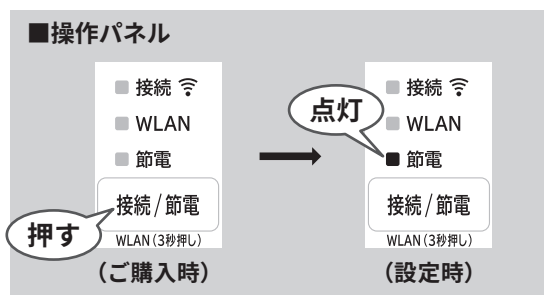 ■操作パネル
接続
WLAN
節電
接続/節電
押す
WLAN(3秒押し)
(ご購入時)
接続
点灯
WLAN
節電
接続/節電
WLAN(3秒押し)
(設定時)